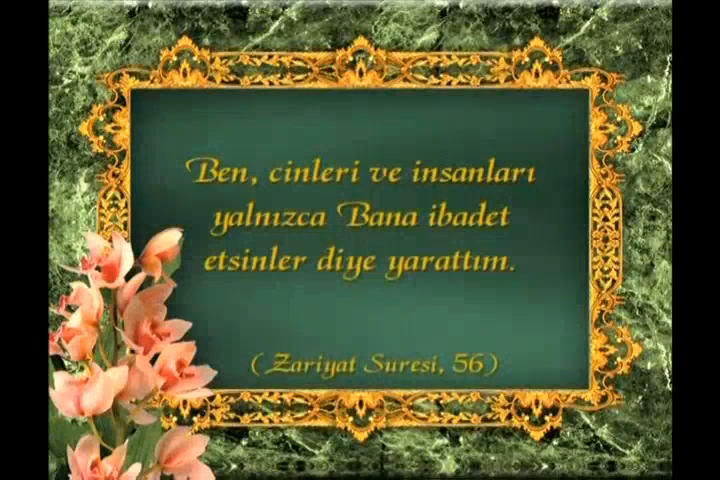 Ben, cinleri ve insanları
yalnızca Bana ibadet
etsinler diye yarattım.
(Zariyat Suresi, 56)